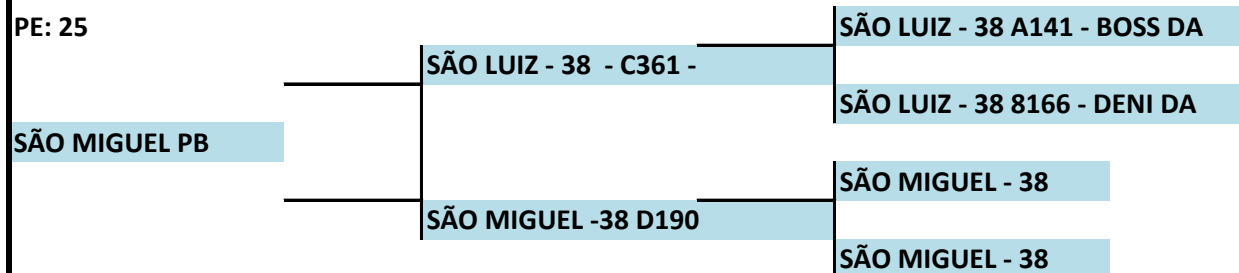 PE: 25
SÃO LUIZ - 38 A141 - BOSS DA
SÃO LUIZ - 38  - C361 -
SÃO LUIZ - 38 8166 - DENI DA
SÃO MIGUEL PB
SÃO MIGUEL - 38
SÃO MIGUEL -38 D190
SÃO MIGUEL - 38